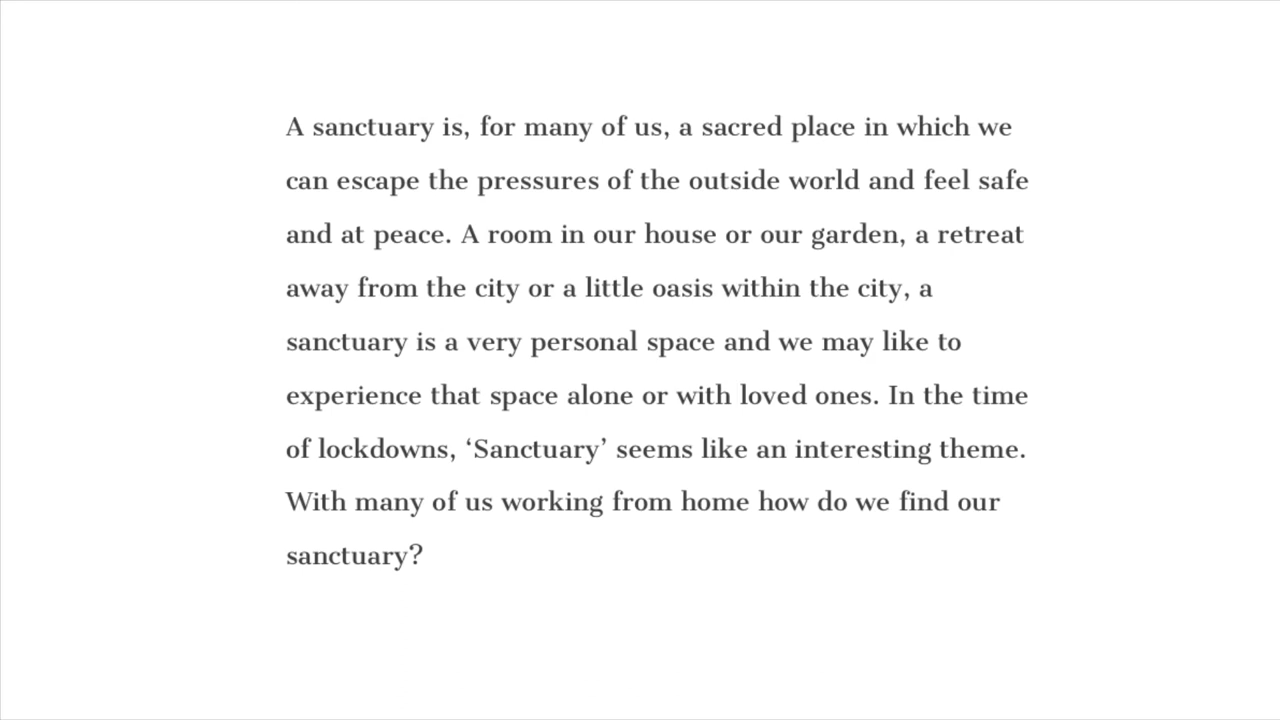 A sanctuary is, for many of us, a sacred place in which we
can escape the pressures of the outside world and feel safe
and at peace. A room in our house or our garden, a retreat
away from the city or a little oasis within the city, a
sanctuary is a very personal space and we may like to
experience that space alone or with loved ones. In the time
of lockdowns, ‘Sanctuary’ seems like an interesting theme.
With many of us working from home how do we find our
sanctuary?